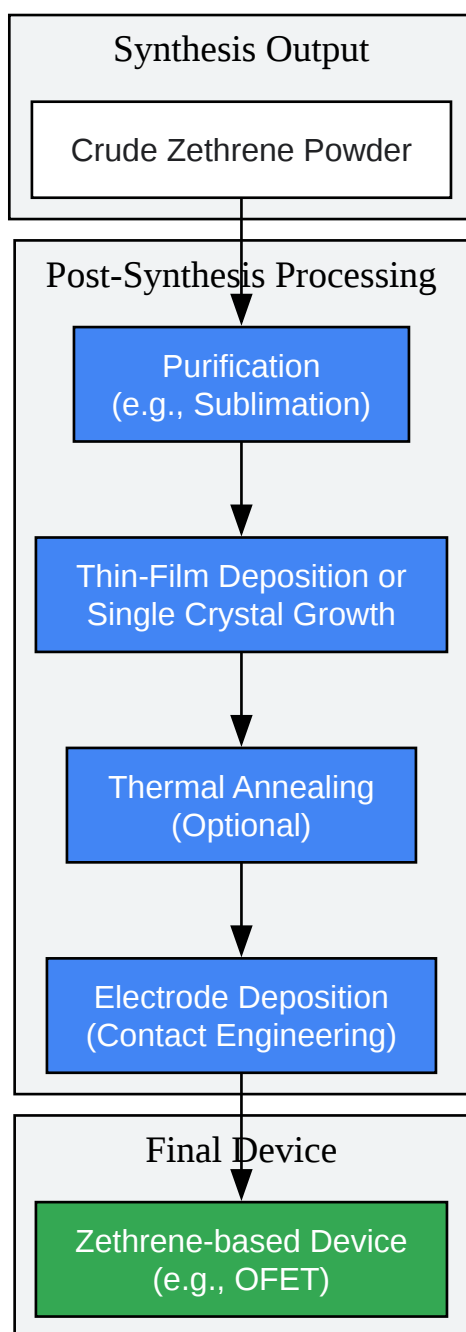 Synthesis Output
Crude Zethrene Powder
Post-Synthesis Processing
Purification
(e.g., Sublimation)
Thin-Film Deposition or
Single Crystal Growth
Thermal Annealing
(Optional)
Electrode Deposition
(Contact Engineering)
Final Device
Zethrene-based Device
(e.g., OFET)